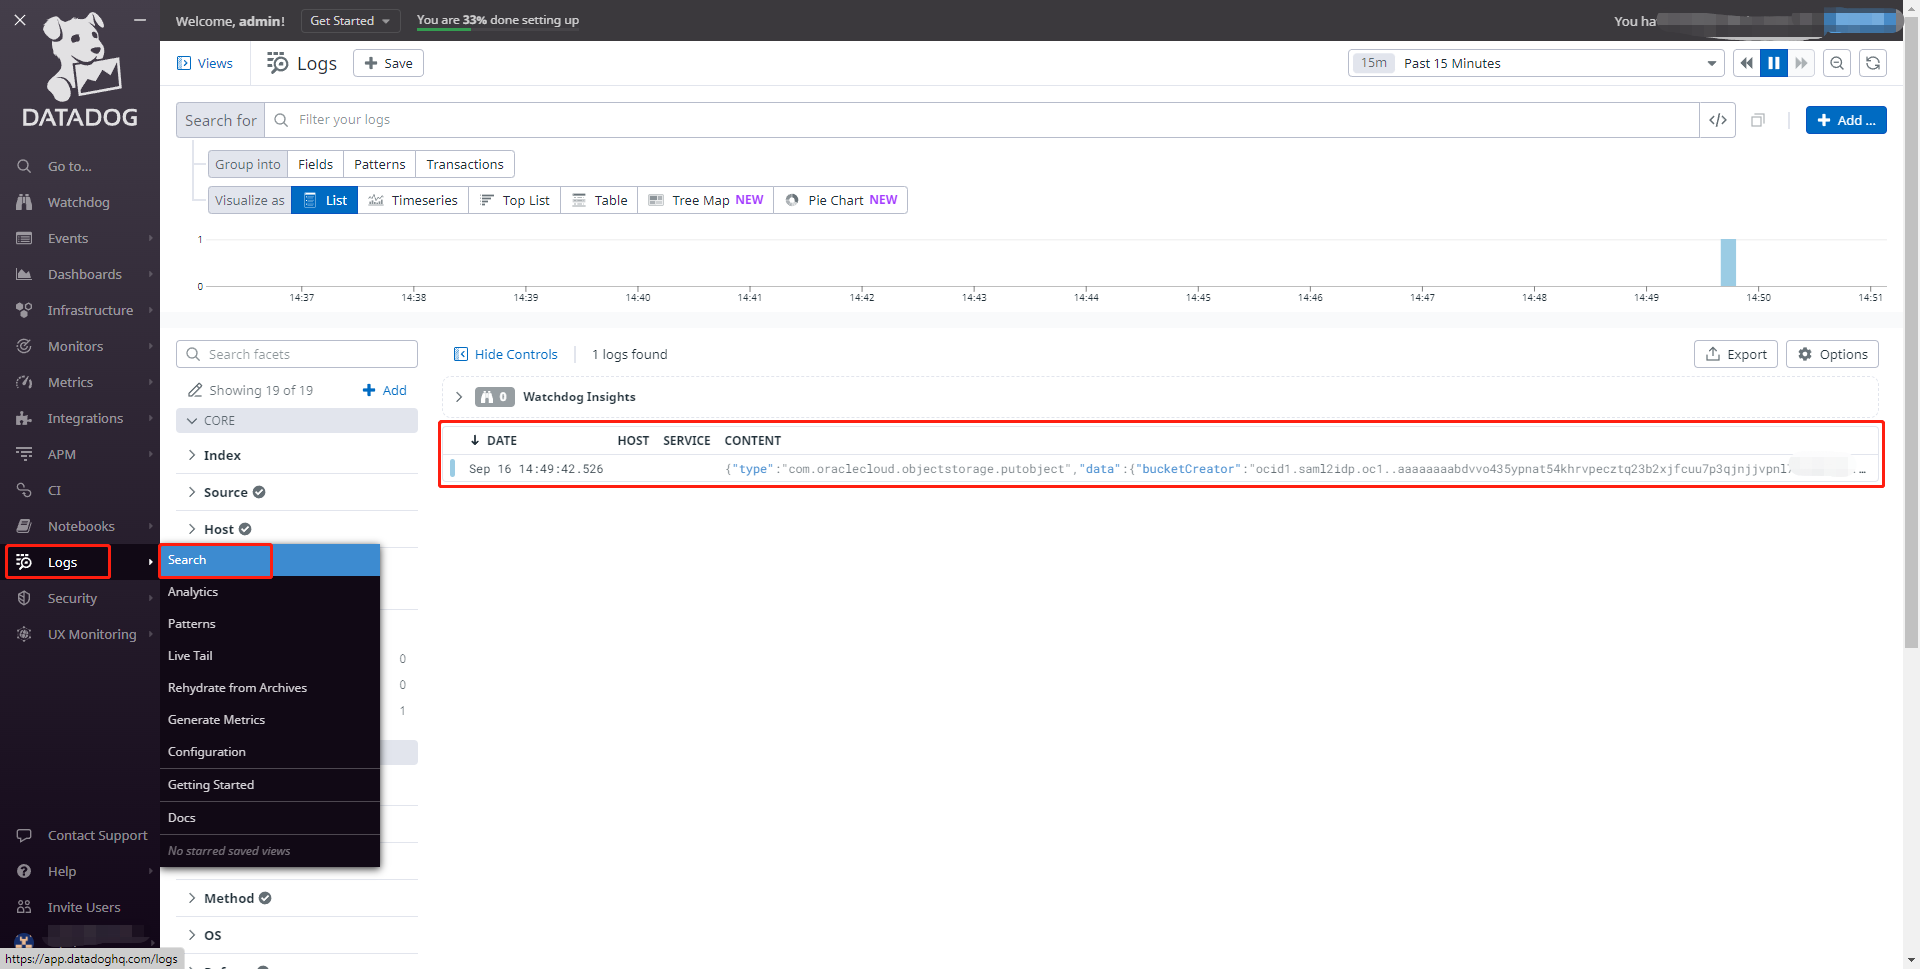 Welcome, admin!
Get Started
You are 33% done setting up
You ha
DATADOG
Go to...
Watchdog
Events
Dashboards
Infrastructure
Monitors
Metrics
Integrations
APM
CI
Notebooks
Logs
Security
UX Monitoring
Contact Support
Help
Invite Users
https://app.datadoghq.com/logs
Views
Logs
+ Save
15m Past 15 Minutes
Search for
Filter your logs
</>
+ Add ...
Group into Fields Patterns Transactions
Visualize as List Timeseries Top List Table Tree Map NEW Pie Chart NEW
1
0
14:37 14:38 14:39 14:40 14:41 14:42 14:43 14:44 14:45 14:46 14:47 14:48 14:49 14:50 14:51
Search facets
Hide Controls
1 logs found
Export
Options
Showing 19 of 19
+ Add
0 Watchdog Insights
CORE
DATE HOST SERVICE CONTENT
Sep 16 14:49:42.526 {"type":"com.oraclecloud.objectstorage.putobject","data":{"bucketCreator":"ocid1.saml2idp.oc1..aaaaaaaabdvvo435ypnat54khrvpecztq23b2xjfcuu7p3qjnjjvpnl
Index
Source
Host
Search
Analytics
Patterns
Live Tail
Rehydrate from Archives
Generate Metrics
Configuration
Getting Started
Docs
No starred saved views
0
0
1
Method
OS